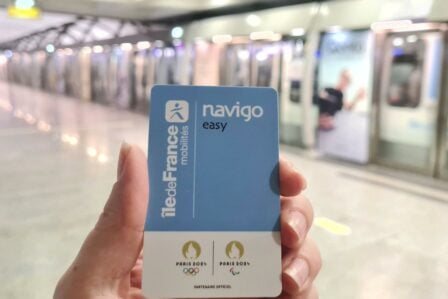 îledeFrance
mobilités
navigo
easy
PARIS 2024
PARIS 2024
PARTENAIRE OFFICIEL